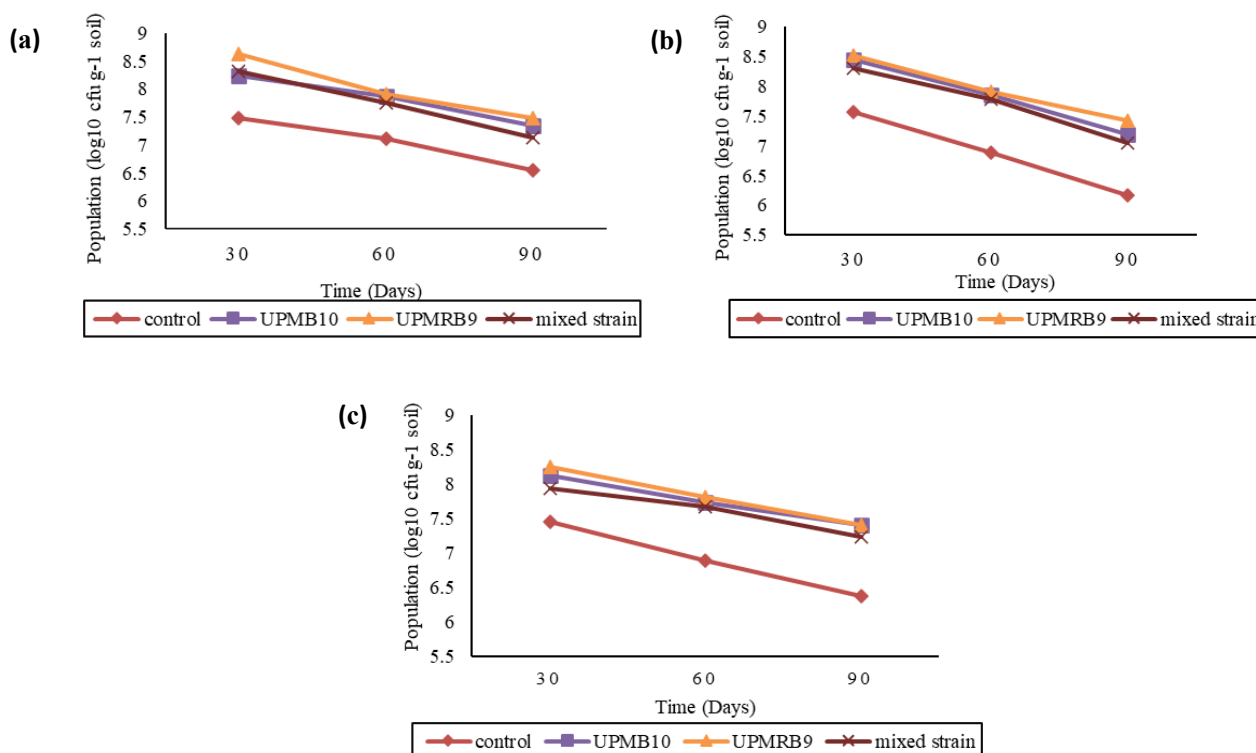 (a)
Population (log10 cfu g-1 soil)
9
8.5
8
7.5
7
6.5
6
5.5
30 60 90
Time (Days)
control UPMB10 UPMRB9 mixed strain
(b)
Population (log10 cfu g-1 soil)
9
8.5
8
7.5
7
6.5
6
5.5
30 60 90
Time (Days)
control UPMB10 UPMRB9 mixed strain
(c)
Population (log10 cfu g-1 soil)
9
8.5
8
7.5
7
6.5
6
5.5
30 60 90
Time (Days)
control UPMB10 UPMRB9 mixed strain